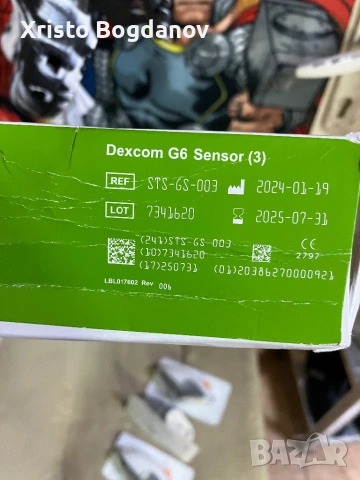 Xristo Bogdanov
Dexcom G6 Sensor (3)
REF STS-GS-003 2024-01-19
LOT 7341620 2025-07-31
(241)STS-GS-003
(10)7341620
(17)250731 (01)20386270000921
CE
2797
LBL017602 Rev 006
BAZAR